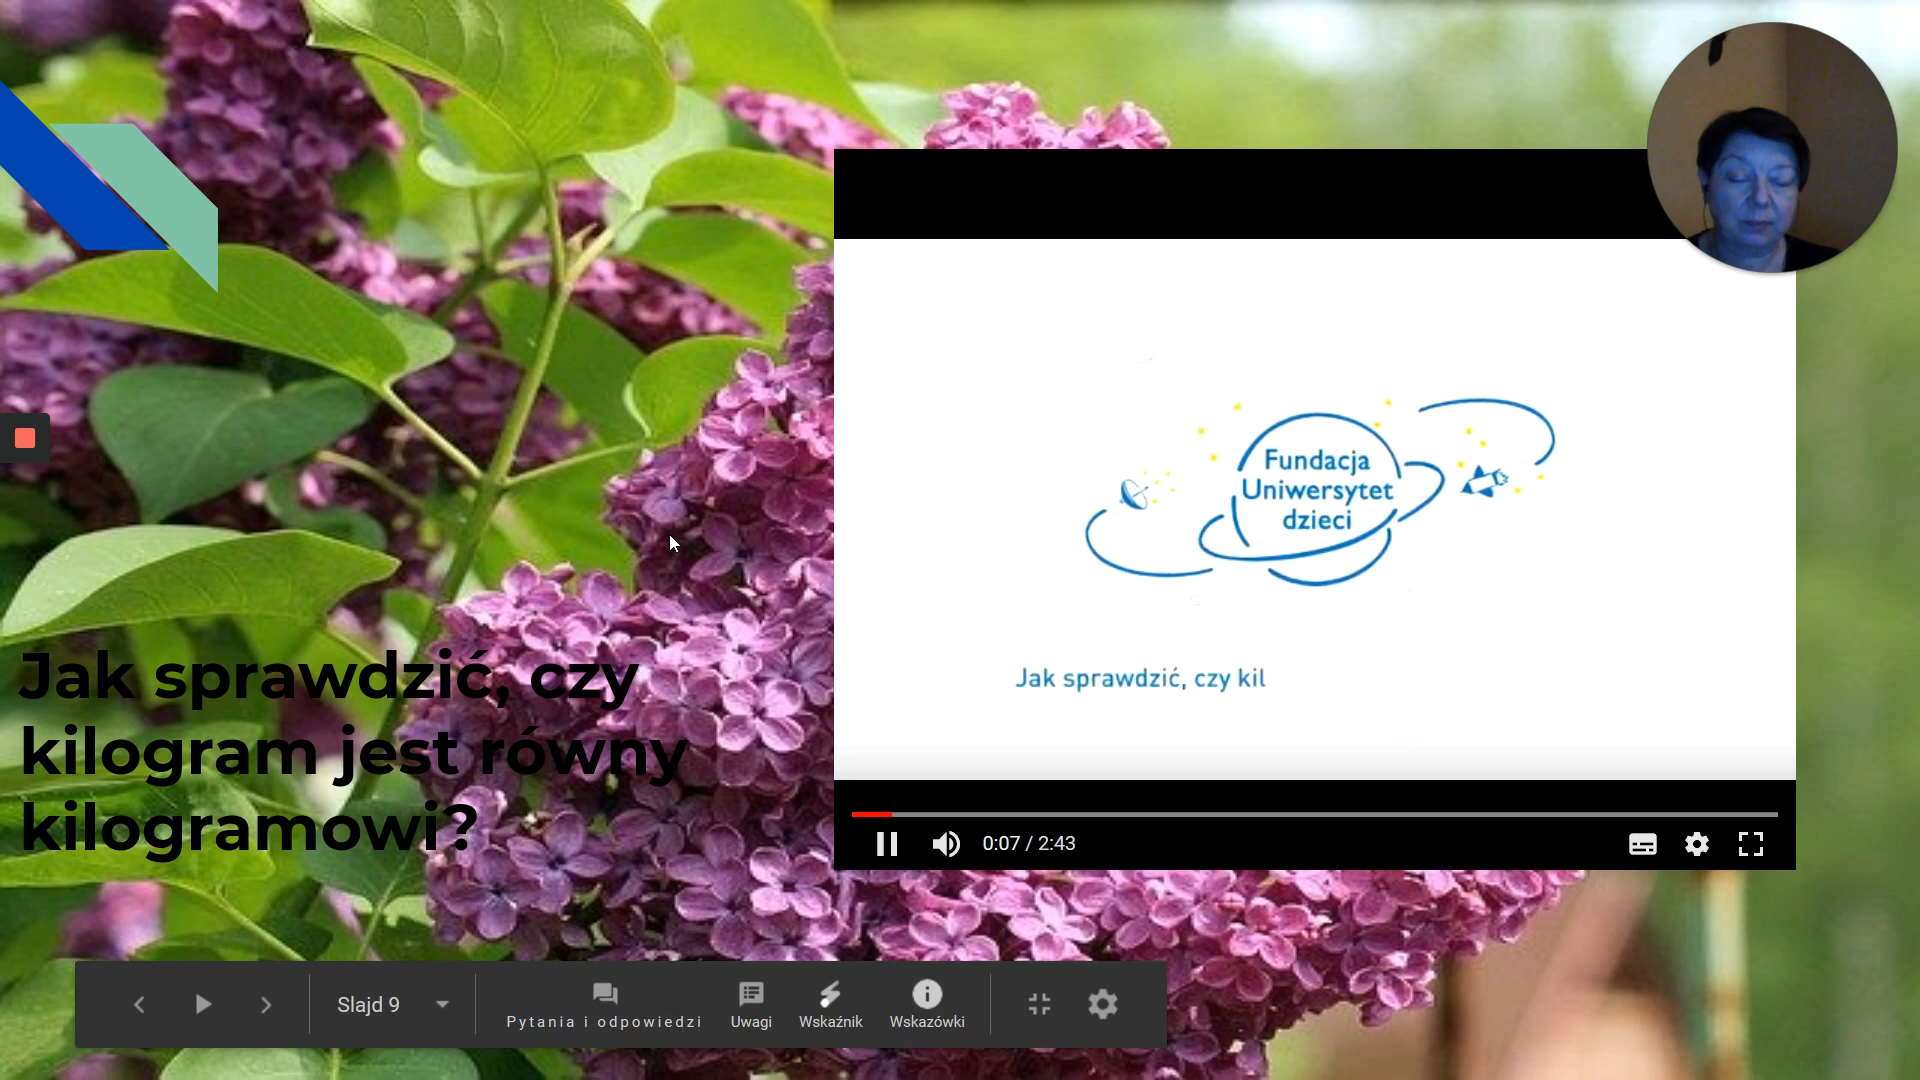 Jak sprawdzić, czy
kilogram jest równy
kilogramowi?
Fundacja
Uniwersytet
dzieci
Jak sprawdzić, czy kil
0:07 / 2:43
Slajd 9
Pytania i odpowiedzi
Uwagi
Wskaźnik
Wskazówki